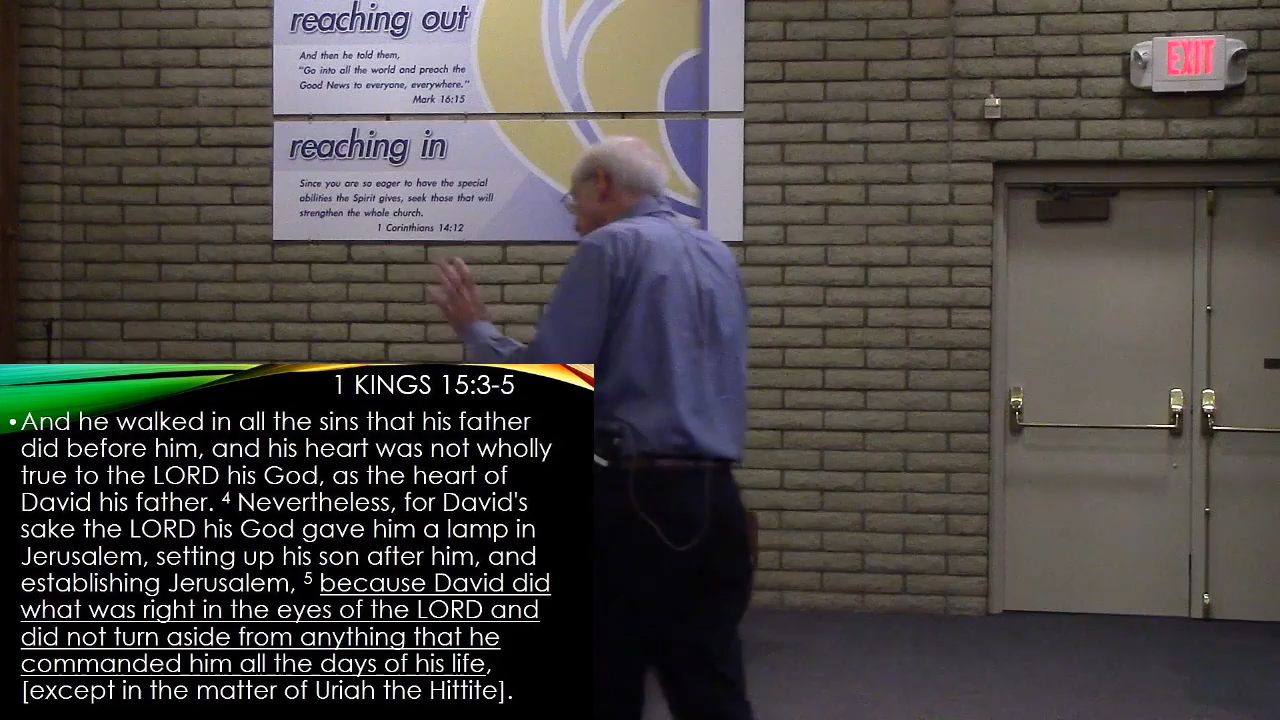 reaching out
And then he told them,
"Go into all the world and preach the
Good News to everyone, everywhere."
Mark 16:15
reaching in
Since you are so eager to have the special
abilities the Spirit gives, seek those that will
strengthen the whole church.
1 Corinthians 14:12
EXIT
1 KINGS 15:3-5
•And he walked in all the sins that his father
did before him, and his heart was not wholly
true to the LORD his God, as the heart of
David his father. ⁴ Nevertheless, for David's
sake the LORD his God gave him a lamp in
Jerusalem, setting up his son after him, and
establishing Jerusalem, ⁵ because David did
what was right in the eyes of the LORD and
did not turn aside from anything that he
commanded him all the days of his life,
[except in the matter of Uriah the Hittite].